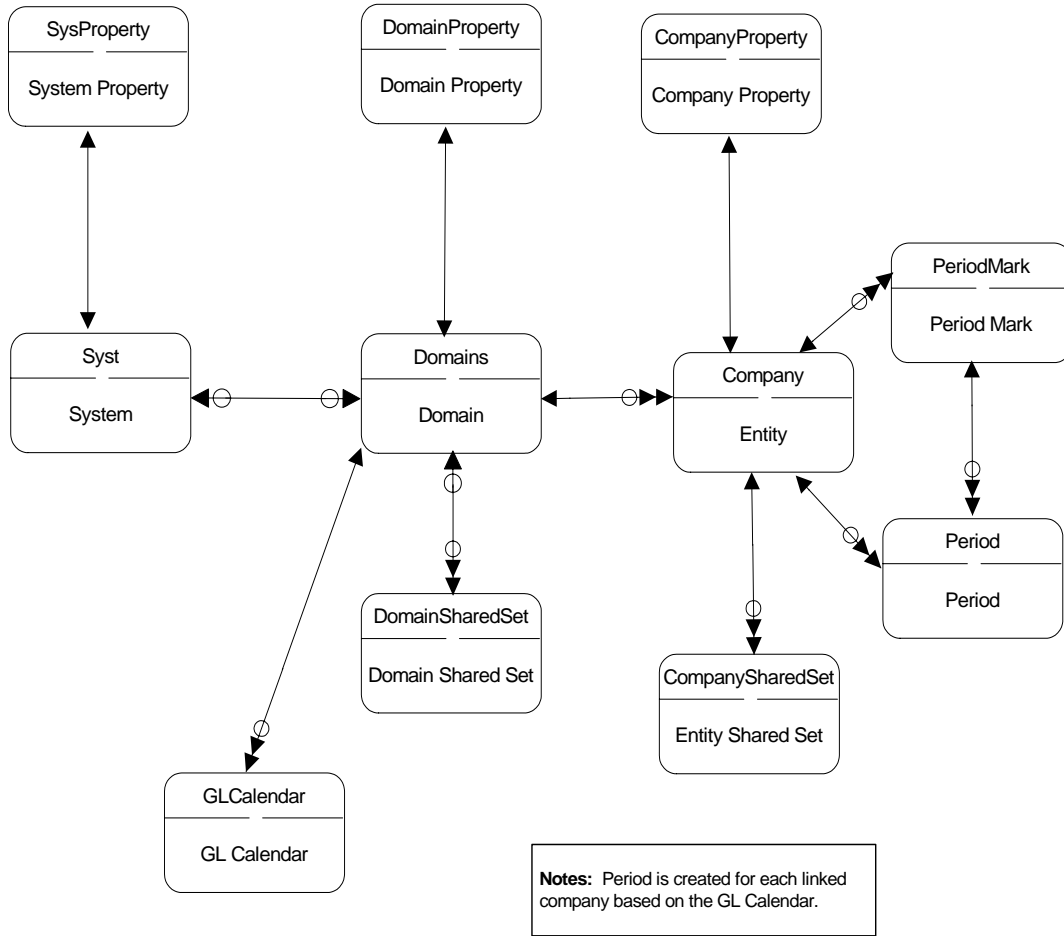 SysProperty
System Property
DomainProperty
Domain Property
CompanyProperty
Company Property
PeriodMark
Period Mark
Syst
System
Domains
Domain
Company
Entity
Period
Period
DomainSharedSet
Domain Shared Set
CompanySharedSet
Entity Shared Set
GLCalendar
GL Calendar
Notes: Period is created for each linked
company based on the GL Calendar.